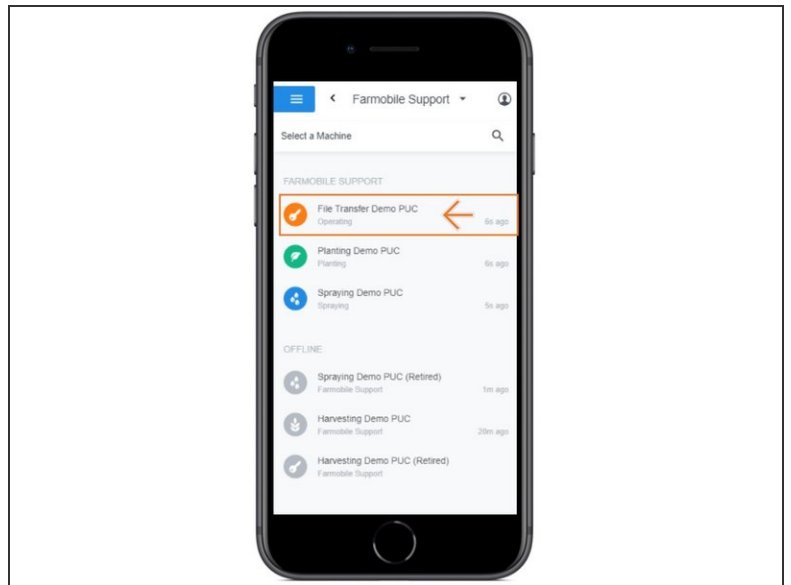 Farmobile Support
Select a Machine
FARMOBILE SUPPORT
File Transfer Demo PUC
Operating
6s ago
Planting Demo PUC
Planting
6s ago
Spraying Demo PUC
Spraying
5s ago
OFFLINE
Spraying Demo PUC (Retired)
Farmobile Support
1m ago
Harvesting Demo PUC
Farmobile Support
20m ago
Harvesting Demo PUC (Retired)
Farmobile Support